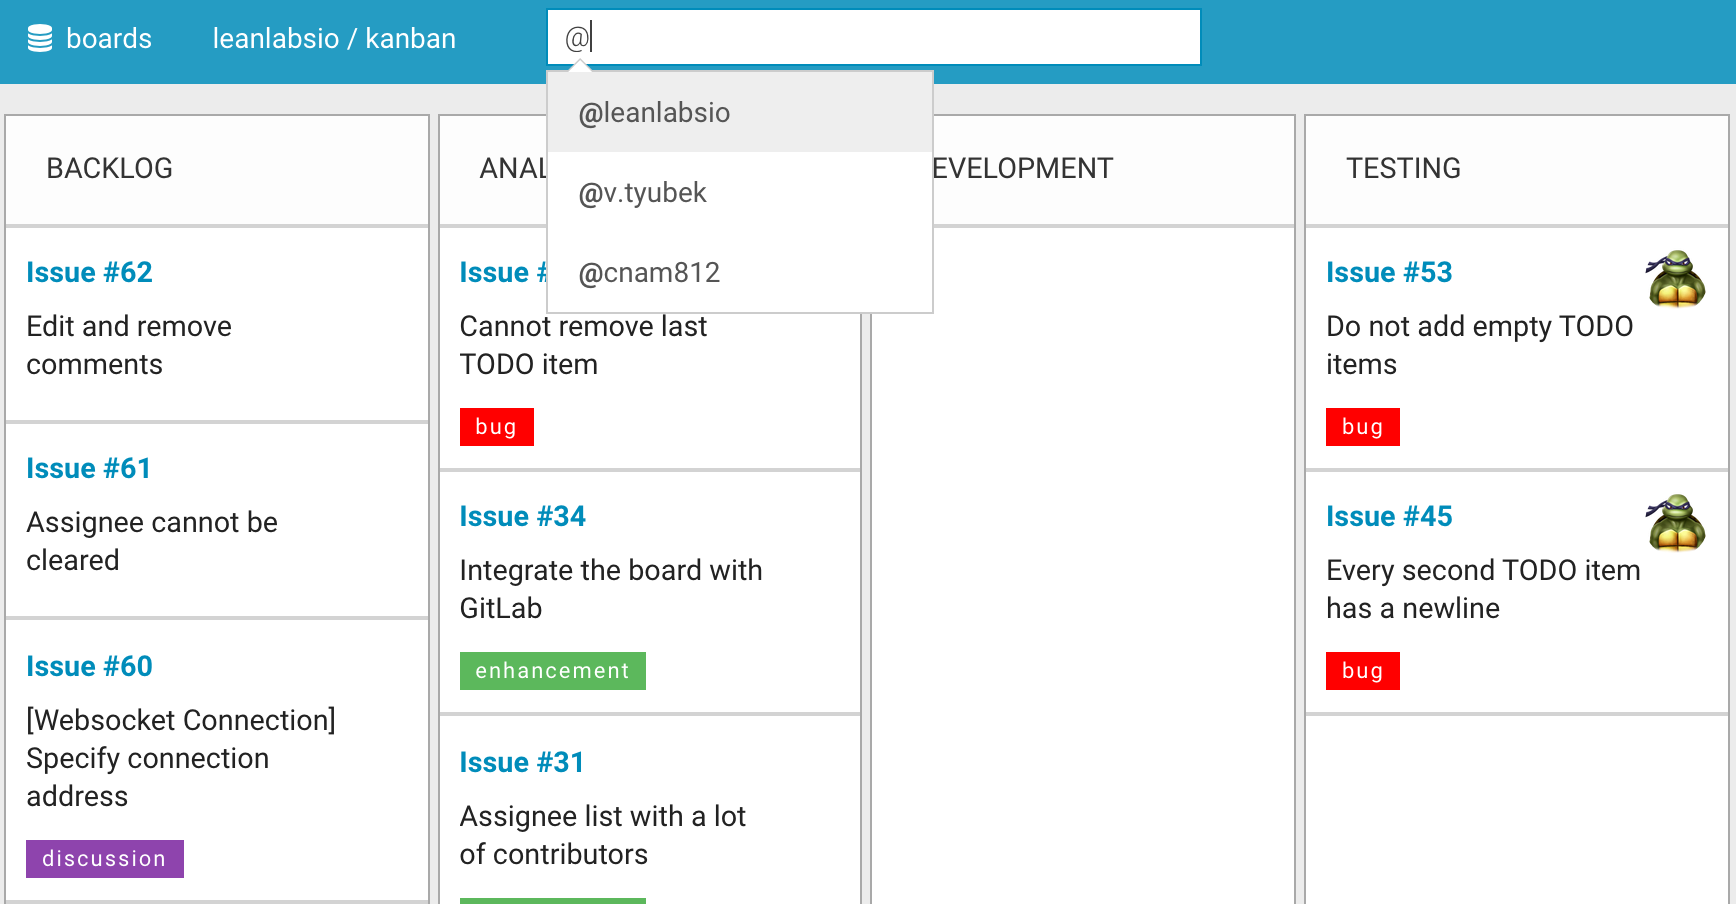 boards
leanlabsio / kanban
@
@leanlabsio
@v.tyubek
@cnam812
BACKLOG
Issue #62
Edit and remove
comments
Issue #61
Assignee cannot be
cleared
Issue #60
[Websocket Connection]
Specify connection
address
discussion
ANAL
Issue #
Cannot remove last
TODO item
bug
Issue #34
Integrate the board with
GitLab
enhancement
Issue #31
Assignee list with a lot
of contributors
EVELOPMENT
TESTING
Issue #53
Do not add empty TODO
items
bug
Issue #45
Every second TODO item
has a newline
bug